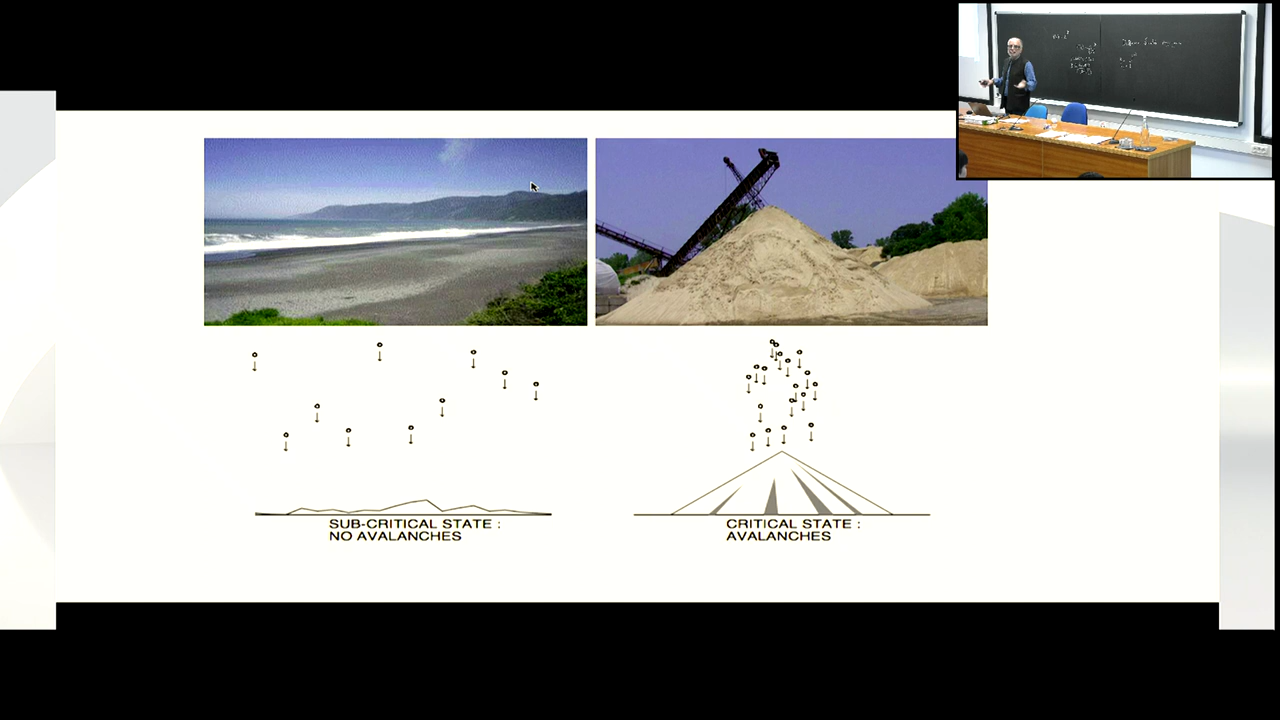 SUB-CRITICAL STATE :
NO AVALANCHES
CRITICAL STATE :
AVALANCHES